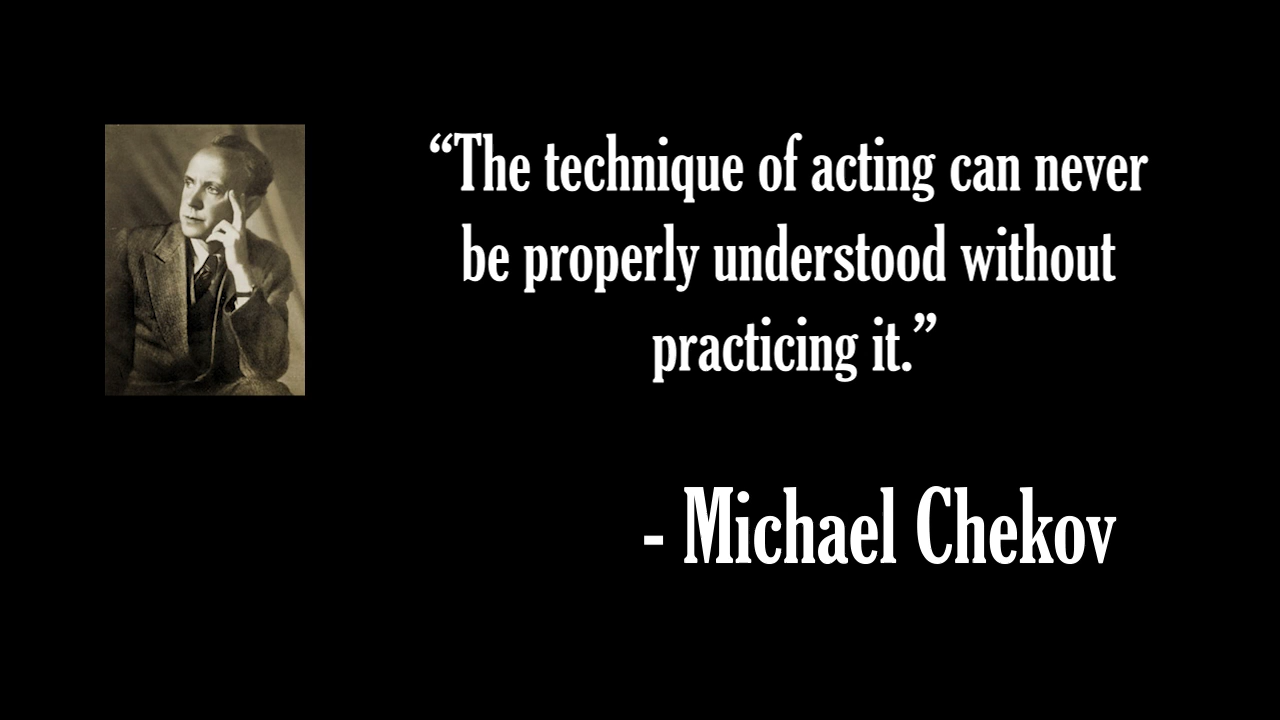 “The technique of acting can never
be properly understood without
practicing it.”
- Michael Chekov